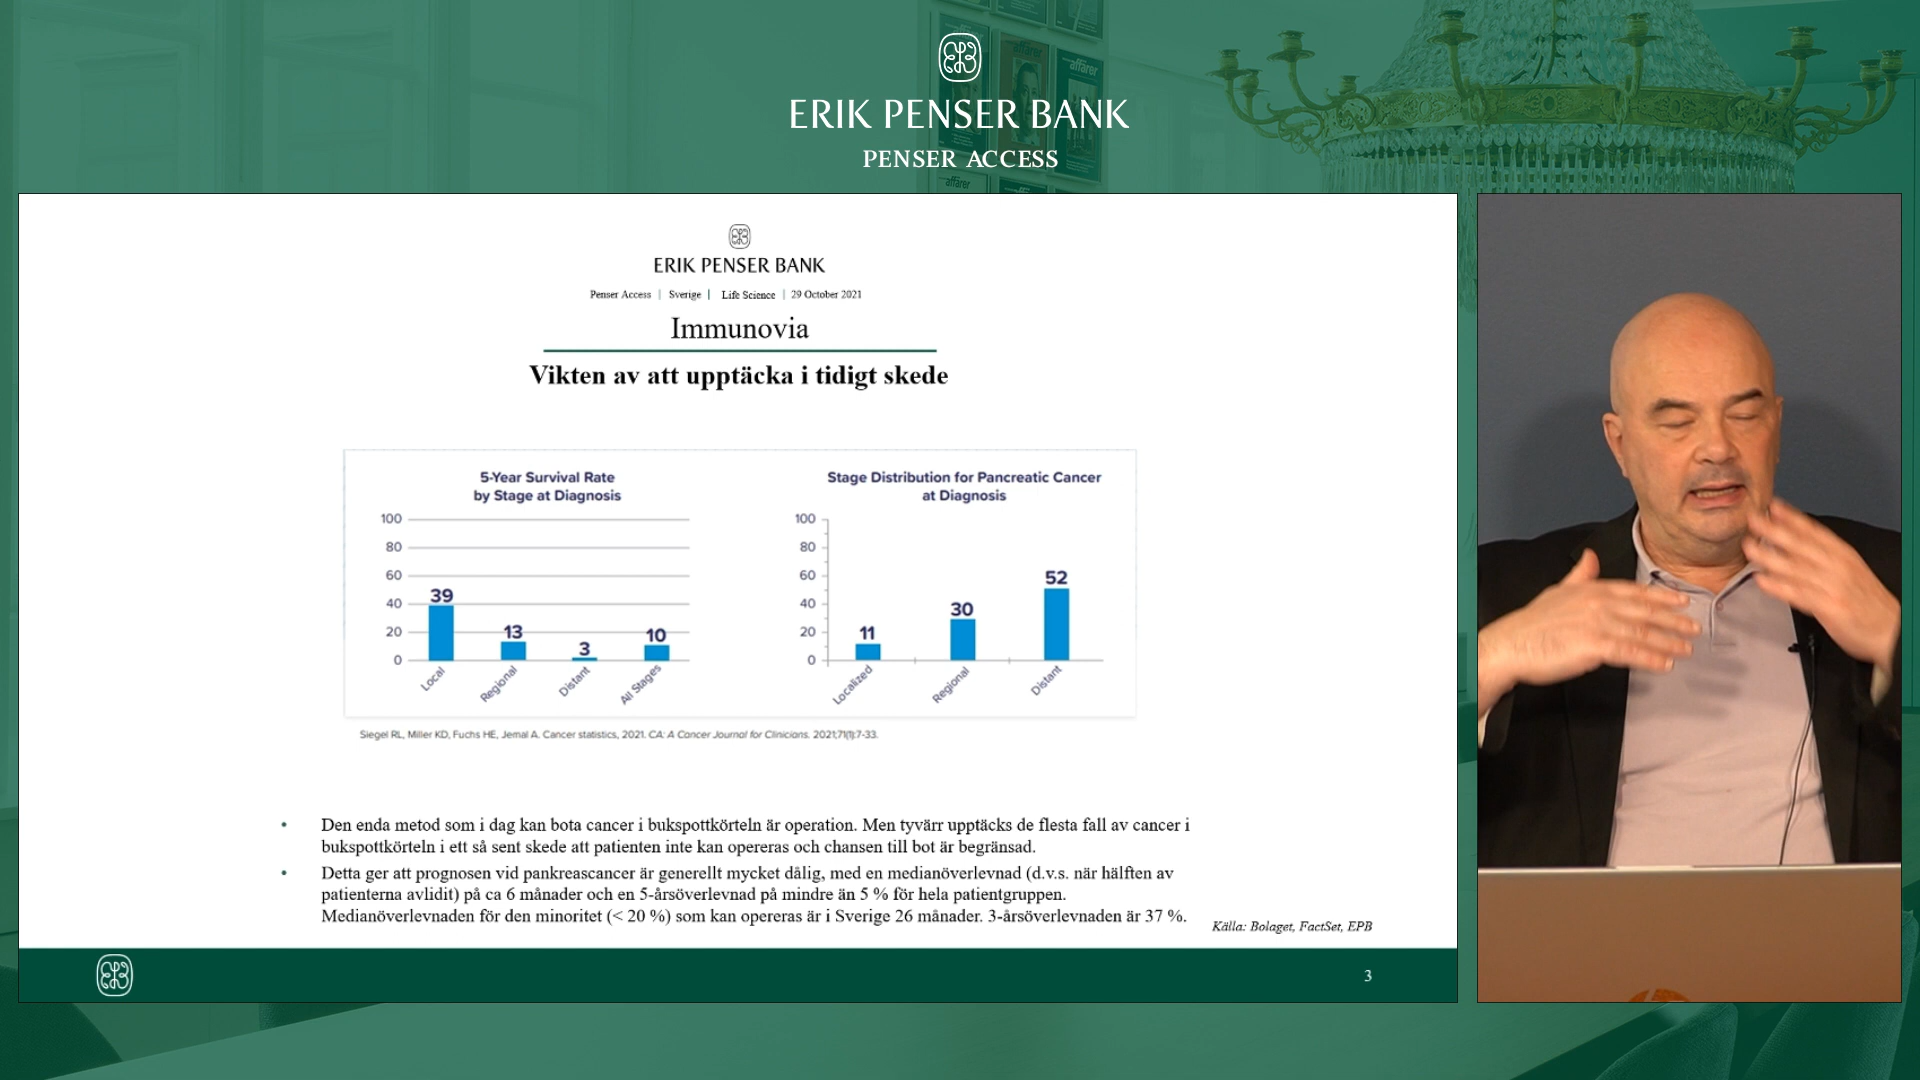 affärer
affärer
affärer
affärer
ERIK PENSER BANK
PENSER ACCESS
ERIK PENSER BANK
Penser Access | Sverige | Life Science | 29 October 2021
Immunovia
Vikten av att upptäcka i tidigt skede
5-Year Survival Rate
by Stage at Diagnosis
100
80
60
40
20
0
39
13
3
10
Local
Regional
Distant
All Stages
Stage Distribution for Pancreatic Cancer
at Diagnosis
100
80
60
40
20
0
11
30
52
Localized
Regional
Distant
Siegel RL, Miller KD, Fuchs HE, Jemal A. Cancer statistics, 2021. CA: A Cancer Journal for Clinicians. 2021;71(1):7-33.
• Den enda metod som i dag kan bota cancer i bukspottkörteln är operation. Men tyvärr upptäcks de flesta fall av cancer i
bukspottkörteln i ett så sent skede att patienten inte kan opereras och chansen till bot är begränsad.
• Detta ger att prognosen vid pankreascancer är generellt mycket dålig, med en medianöverlevnad (d.v.s. när hälften av
patienterna avlidit) på ca 6 månader och en 5-årsöverlevnad på mindre än 5 % för hela patientgruppen.
Medianöverlevnaden för den minoritet (< 20 %) som kan opereras är i Sverige 26 månader. 3-årsöverlevnaden är 37 %.
Källa: Bolaget, FactSet, EPB
3